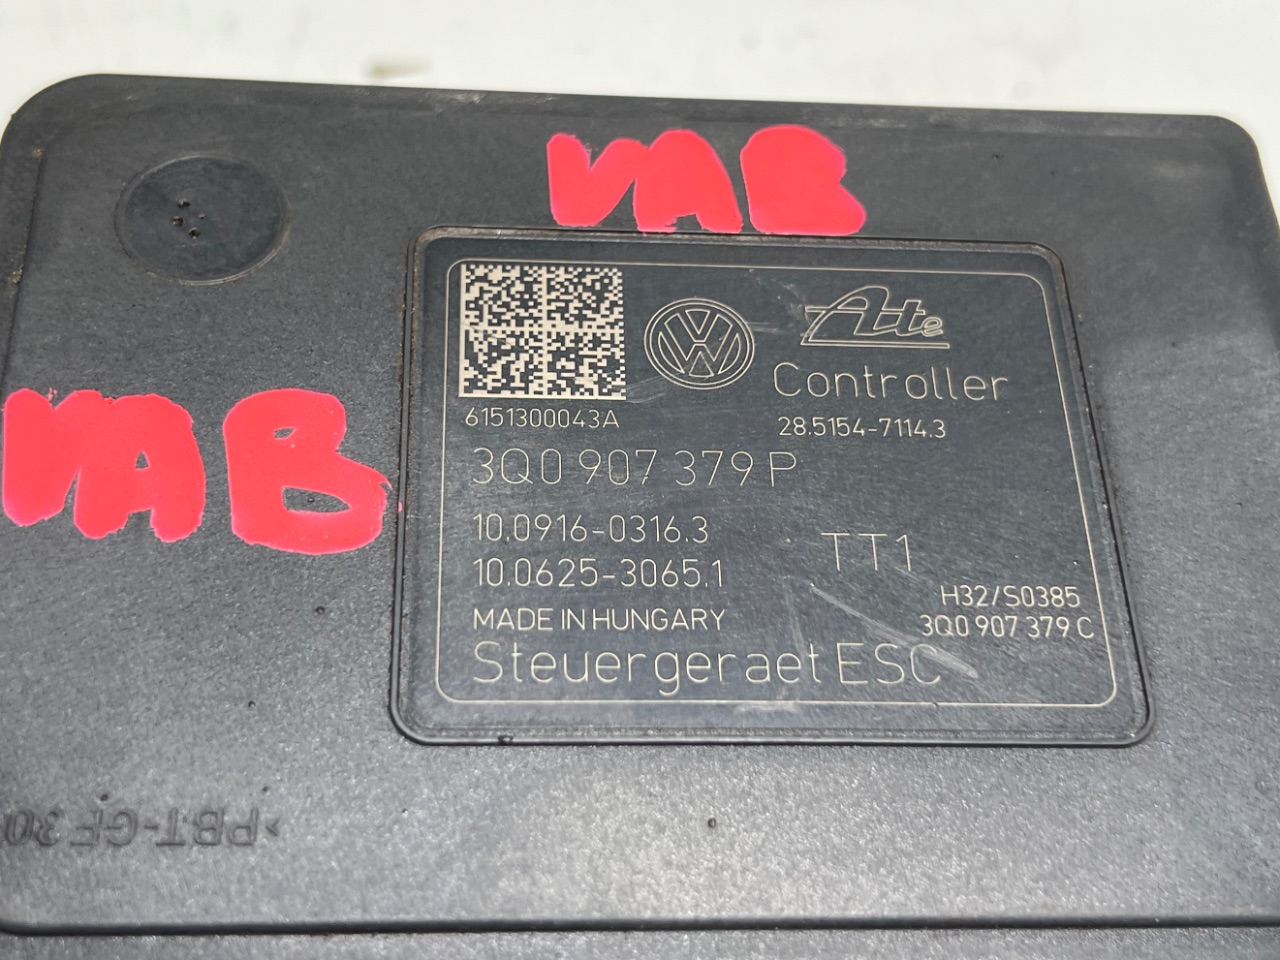 VAB
VAB
Ate
Controller
6151300043A
28.5154-7114.3
3Q0 907 379 P
10.0916-0316.3
TT1
10.0625-3065.1
H32/S0385
MADE IN HUNGARY
3Q0 907 379 C
Steuergeraet ESC
>PBT-GF30